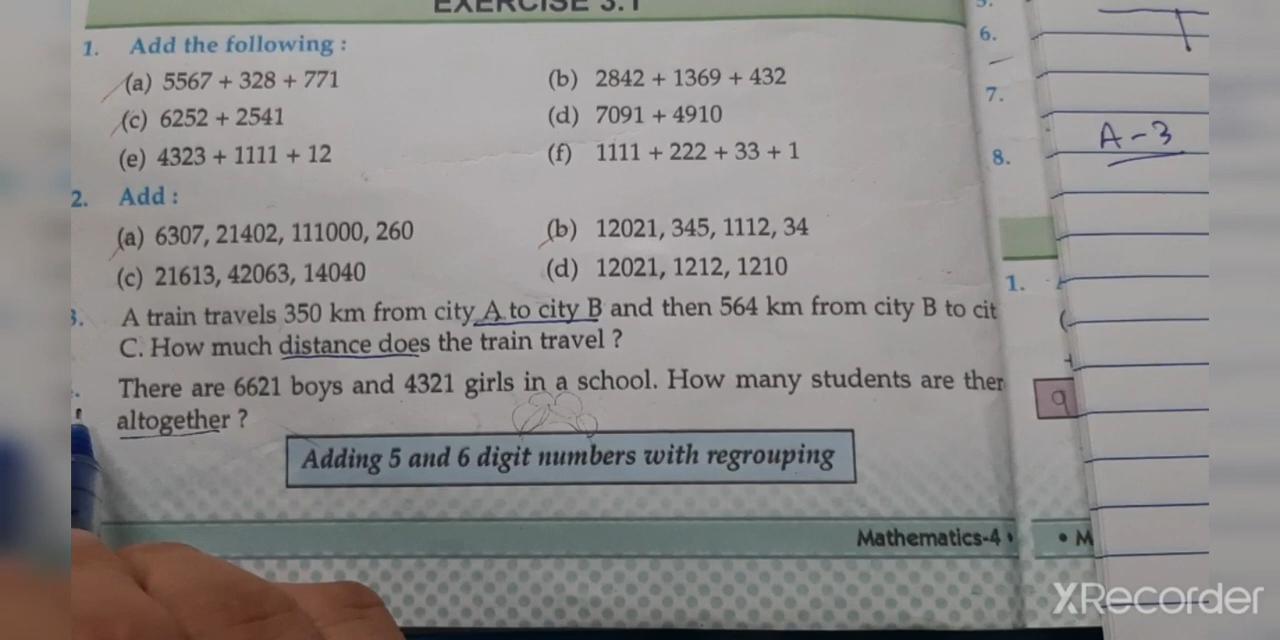 EXERCISE 3.1
1. Add the following :
(a) 5567 + 328 + 771
(b) 2842 + 1369 + 432
(c) 6252 + 2541
(d) 7091 + 4910
(e) 4323 + 1111 + 12
(f) 1111 + 222 + 33 + 1
2. Add :
(a) 6307, 21402, 111000, 260
(b) 12021, 345, 1112, 34
(c) 21613, 42063, 14040
(d) 12021, 1212, 1210
3. A train travels 350 km from city A to city B and then 564 km from city B to cit
C. How much distance does the train travel ?
There are 6621 boys and 4321 girls in a school. How many students are ther
altogether ?
Adding 5 and 6 digit numbers with regrouping
Mathematics-4 •
6.
7.
8.
1.
9
• M
A - 3
XRecorder